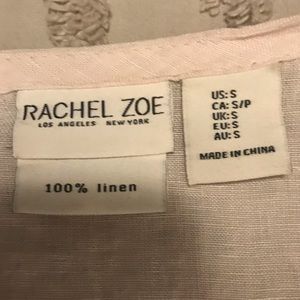 RACHEL ZOE
LOS ANGELES NEW YORK
100% linen
US: S
CA: S/P
UK: S
EU: S
AU: S
MADE IN CHINA